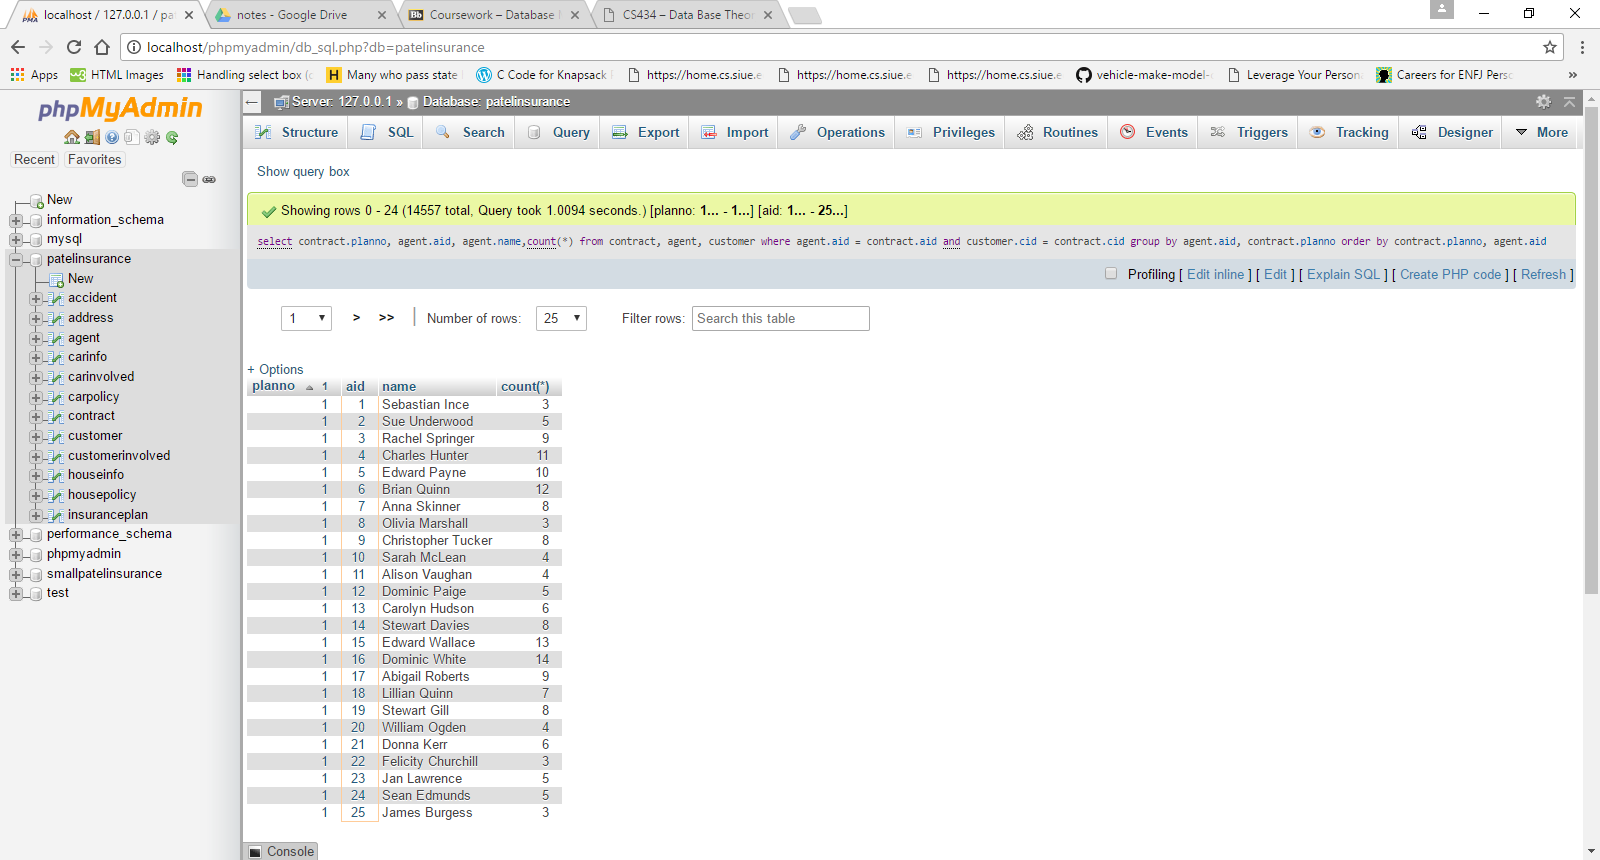 localhost / 127.0.0.1 / pat
notes - Google Drive
Coursework – Database
CS434 – Data Base Theor
localhost/phpmyadmin/db_sql.php?db=patelinsurance
Apps
HTML Images
Handling select box (c
Many who pass state
C Code for Knapsack
https://home.cs.siue.e
https://home.cs.siue.e
https://home.cs.siue.e
vehicle-make-model-
Leverage Your Persona
Careers for ENFJ Perso
»
phpMyAdmin
Recent
Favorites
New
information_schema
mysql
patelinsurance
New
accident
address
agent
carinfo
carinvolved
carpolicy
contract
customer
customerinvolved
houseinfo
housepolicy
insuranceplan
performance_schema
phpmyadmin
smallpatelinsurance
test
Server: 127.0.0.1 » Database: patelinsurance
Structure SQL Search Query Export Import Operations Privileges Routines Events Triggers Tracking Designer More
Show query box
Showing rows 0 - 24 (14557 total, Query took 1.0094 seconds.) [planno: 1... - 1...] [aid: 1... - 25...]
select contract.planno, agent.aid, agent.name,count(*) from contract, agent, customer where agent.aid = contract.aid and customer.cid = contract.cid group by agent.aid, contract.planno order by contract.planno, agent.aid
Profiling [ Edit inline ] [ Edit ] [ Explain SQL ] [ Create PHP code ] [ Refresh ]
1 > >> Number of rows: 25 Filter rows: Search this table
+ Options
planno 1 aid name count(*)
1 1 Sebastian Ince 3
1 2 Sue Underwood 5
1 3 Rachel Springer 9
1 4 Charles Hunter 11
1 5 Edward Payne 10
1 6 Brian Quinn 12
1 7 Anna Skinner 8
1 8 Olivia Marshall 3
1 9 Christopher Tucker 8
1 10 Sarah McLean 4
1 11 Alison Vaughan 4
1 12 Dominic Paige 5
1 13 Carolyn Hudson 6
1 14 Stewart Davies 8
1 15 Edward Wallace 13
1 16 Dominic White 14
1 17 Abigail Roberts 9
1 18 Lillian Quinn 7
1 19 Stewart Gill 8
1 20 William Ogden 4
1 21 Donna Kerr 6
1 22 Felicity Churchill 3
1 23 Jan Lawrence 5
1 24 Sean Edmunds 5
1 25 James Burgess 3
Console